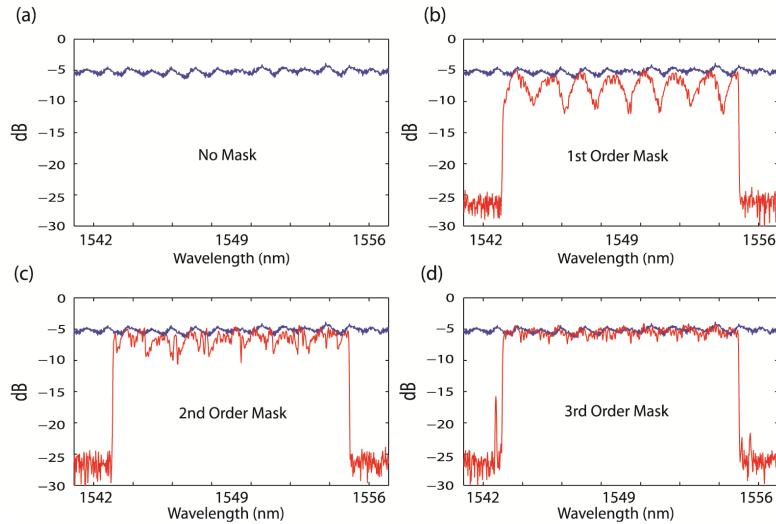 (a)
0
−5
−10
−15
−20
−25
−30
dB
No Mask
1542
1549
1556
Wavelength (nm)
(b)
0
−5
−10
−15
−20
−25
−30
dB
1st Order Mask
1542
1549
1556
Wavelength (nm)
(c)
0
−5
−10
−15
−20
−25
−30
dB
2nd Order Mask
1542
1549
1556
Wavelength (nm)
(d)
0
−5
−10
−15
−20
−25
−30
dB
3rd Order Mask
1542
1549
1556
Wavelength (nm)